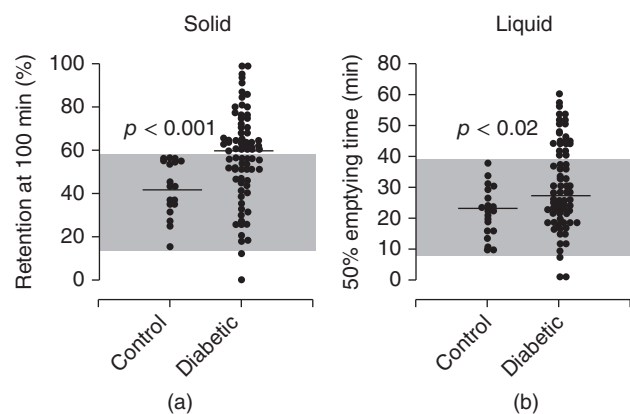 Solid
Retention at 100 min (%)
100
80
60
40
20
0
p < 0.001
Control
Diabetic
(a)
Liquid
50% emptying time (min)
80
70
60
50
40
30
20
10
0
p < 0.02
Control
Diabetic
(b)